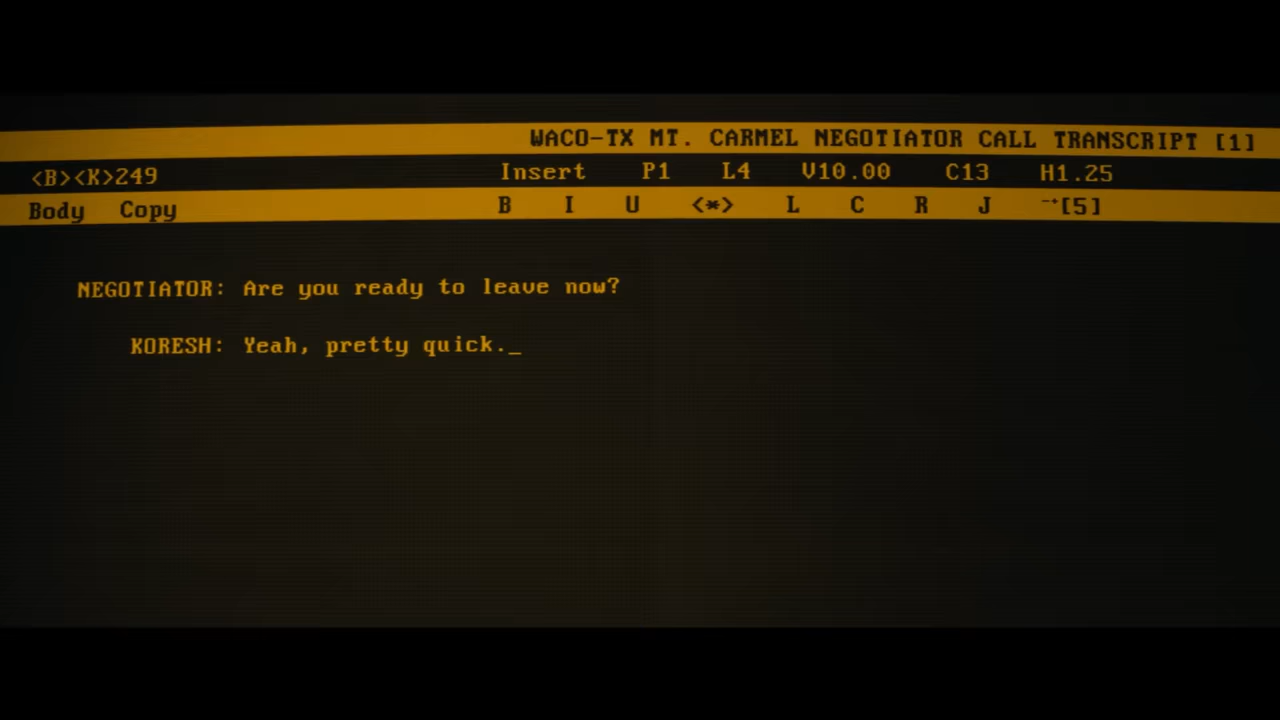 WACO-TX MT. CARMEL NEGOTIATOR CALL TRANSCRIPT [1]
<B><K>249 Insert P1 L4 V10.00 C13 H1.25
Body Copy B I U <*> L C R J ¬+[5]
NEGOTIATOR: Are you ready to leave now?
KORESH: Yeah, pretty quick._